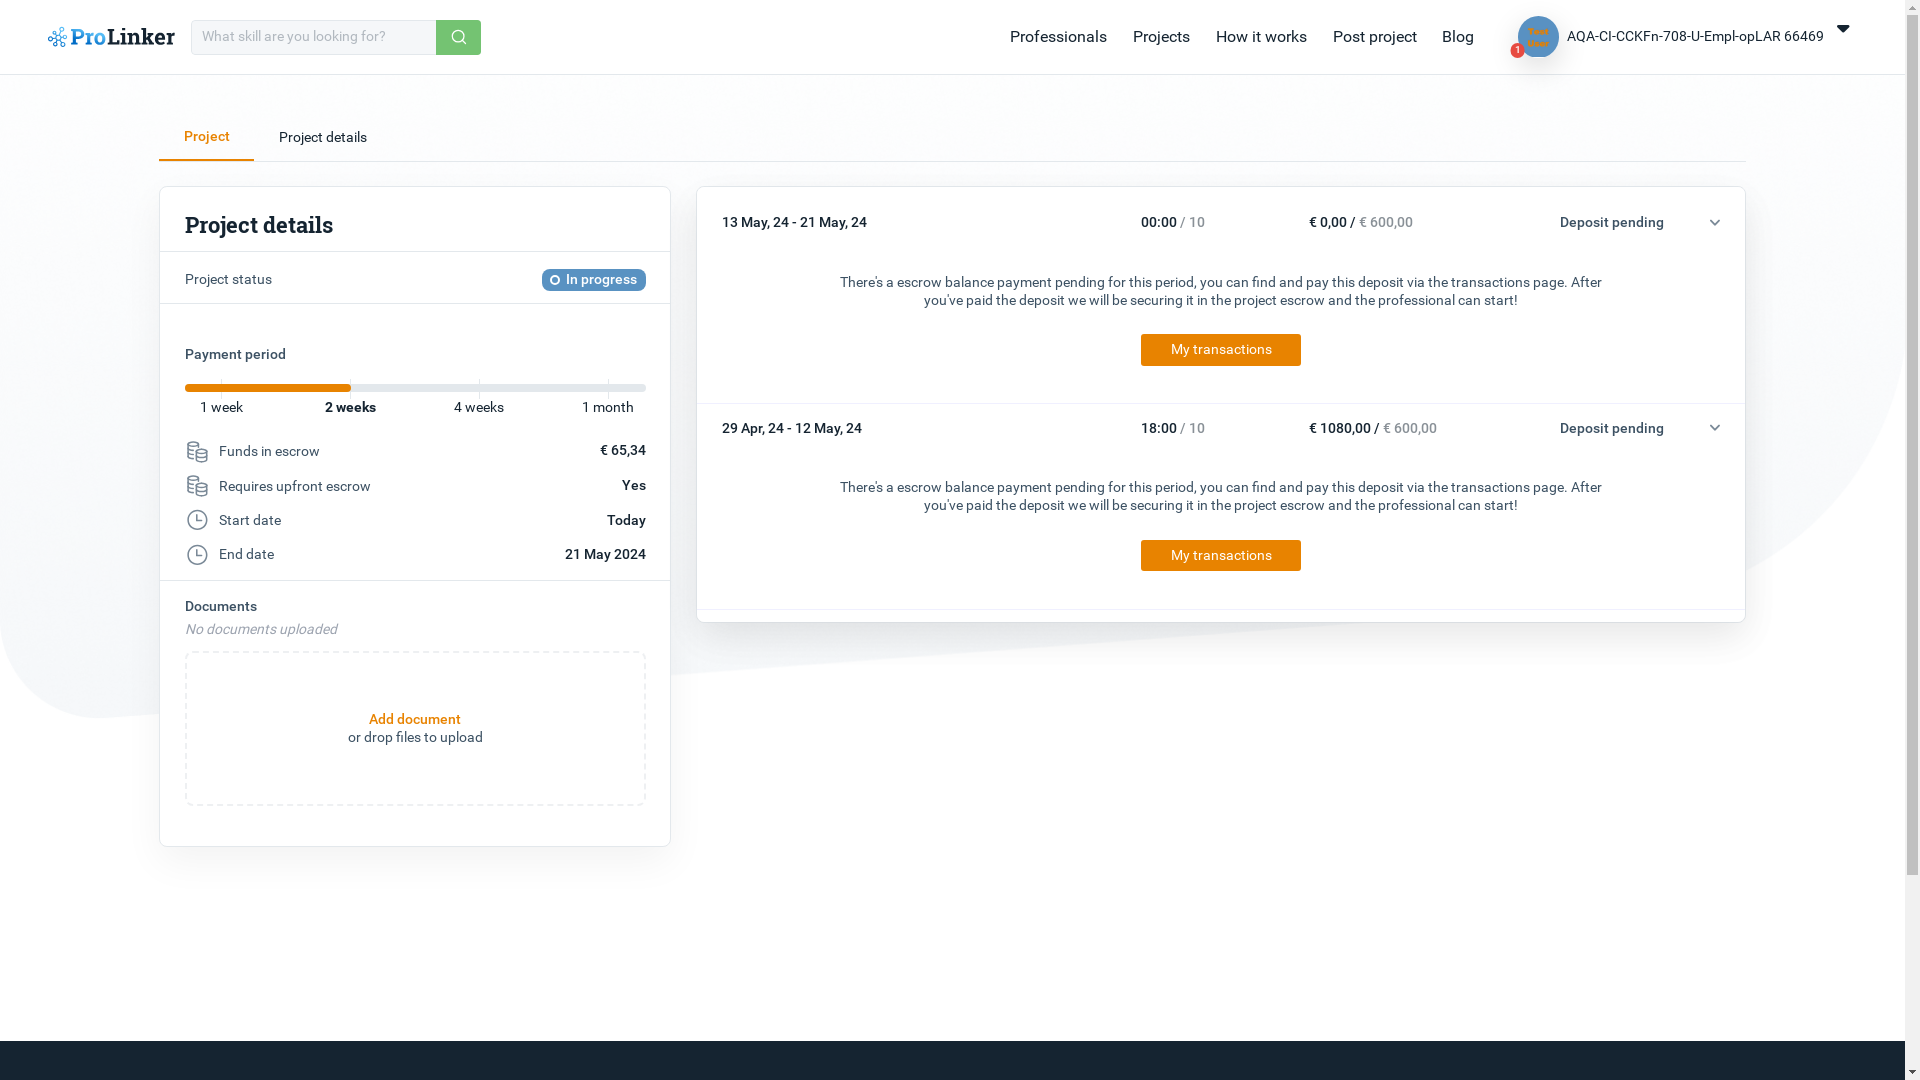 ProLinker
What skill are you looking for?
Professionals
Projects
How it works
Post project
Blog
Test
User
1
AQA-CI-CCKFn-708-U-Empl-opLAR 66469
Project
Project details
Project details
Project status
In progress
Payment period
1 week
2 weeks
4 weeks
1 month
Funds in escrow
€ 65,34
Requires upfront escrow
Yes
Start date
Today
End date
21 May 2024
Documents
No documents uploaded
Add document
or drop files to upload
13 May, 24 - 21 May, 24
00:00 / 10
€ 0,00 / € 600,00
Deposit pending
There's a escrow balance payment pending for this period, you can find and pay this deposit via the transactions page. After
you've paid the deposit we will be securing it in the project escrow and the professional can start!
My transactions
29 Apr, 24 - 12 May, 24
18:00 / 10
€ 1080,00 / € 600,00
Deposit pending
There's a escrow balance payment pending for this period, you can find and pay this deposit via the transactions page. After
you've paid the deposit we will be securing it in the project escrow and the professional can start!
My transactions